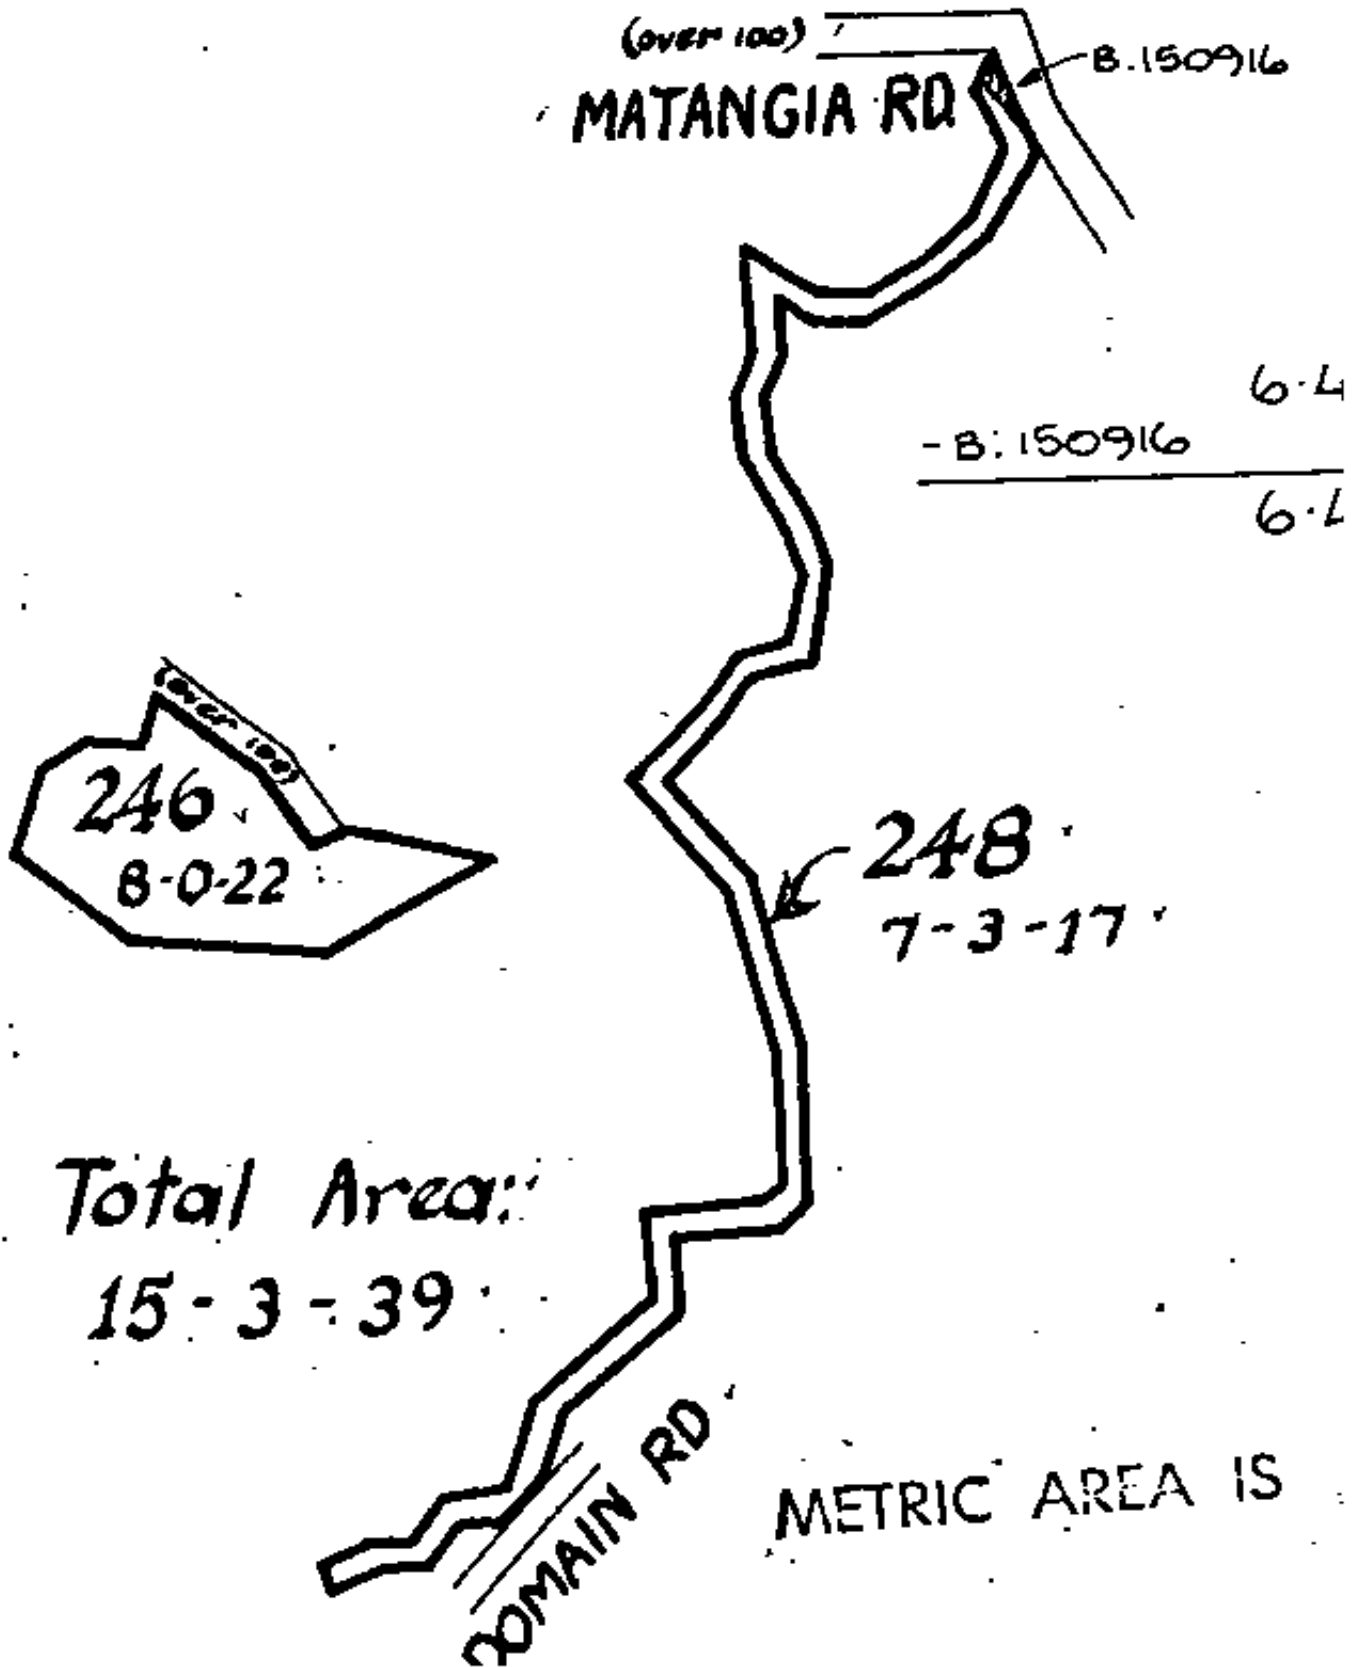 (over 100)
B.150916
MATANGIA RD
6.4
- B. 150916
6.4
(over 100)
246
8-0-22
248
7-3-17
Total Area:
15-3-39
DOMAIN RD
METRIC AREA IS